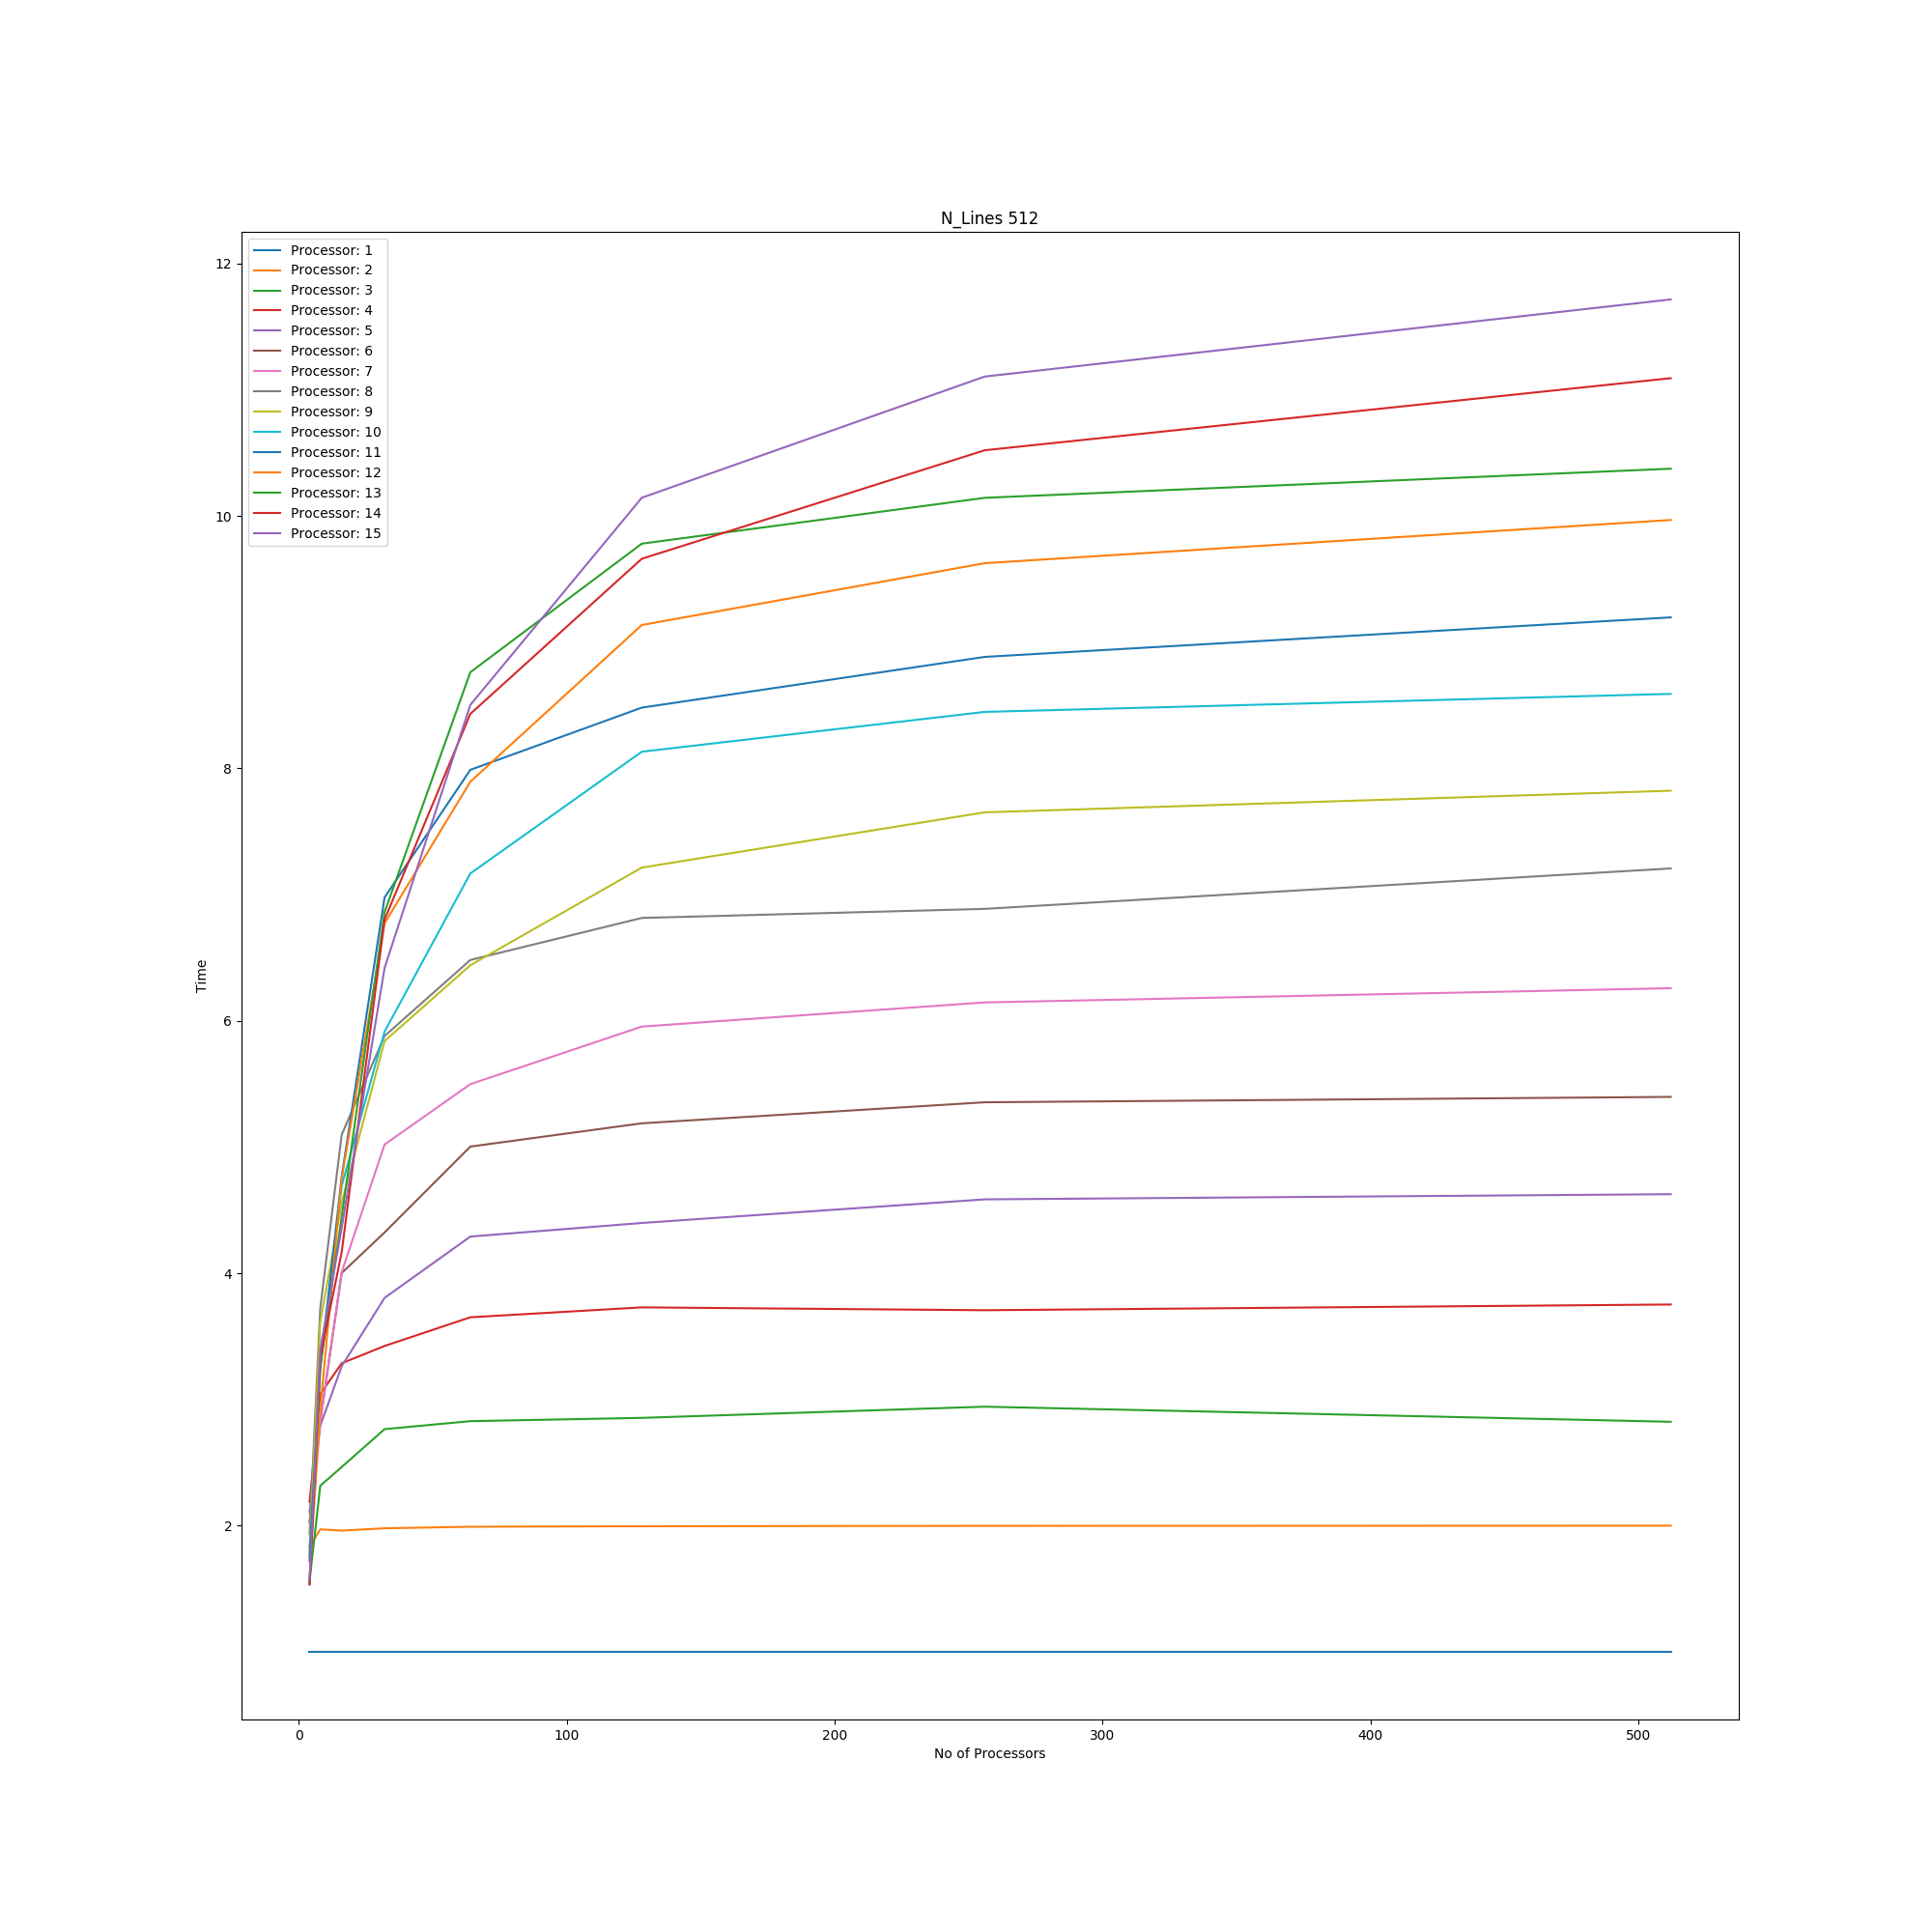 N_Lines 512
Processor: 1
Processor: 2
Processor: 3
Processor: 4
Processor: 5
Processor: 6
Processor: 7
Processor: 8
Processor: 9
Processor: 10
Processor: 11
Processor: 12
Processor: 13
Processor: 14
Processor: 15
12
10
8
6
4
2
Time
0 100 200 300 400 500
No of Processors